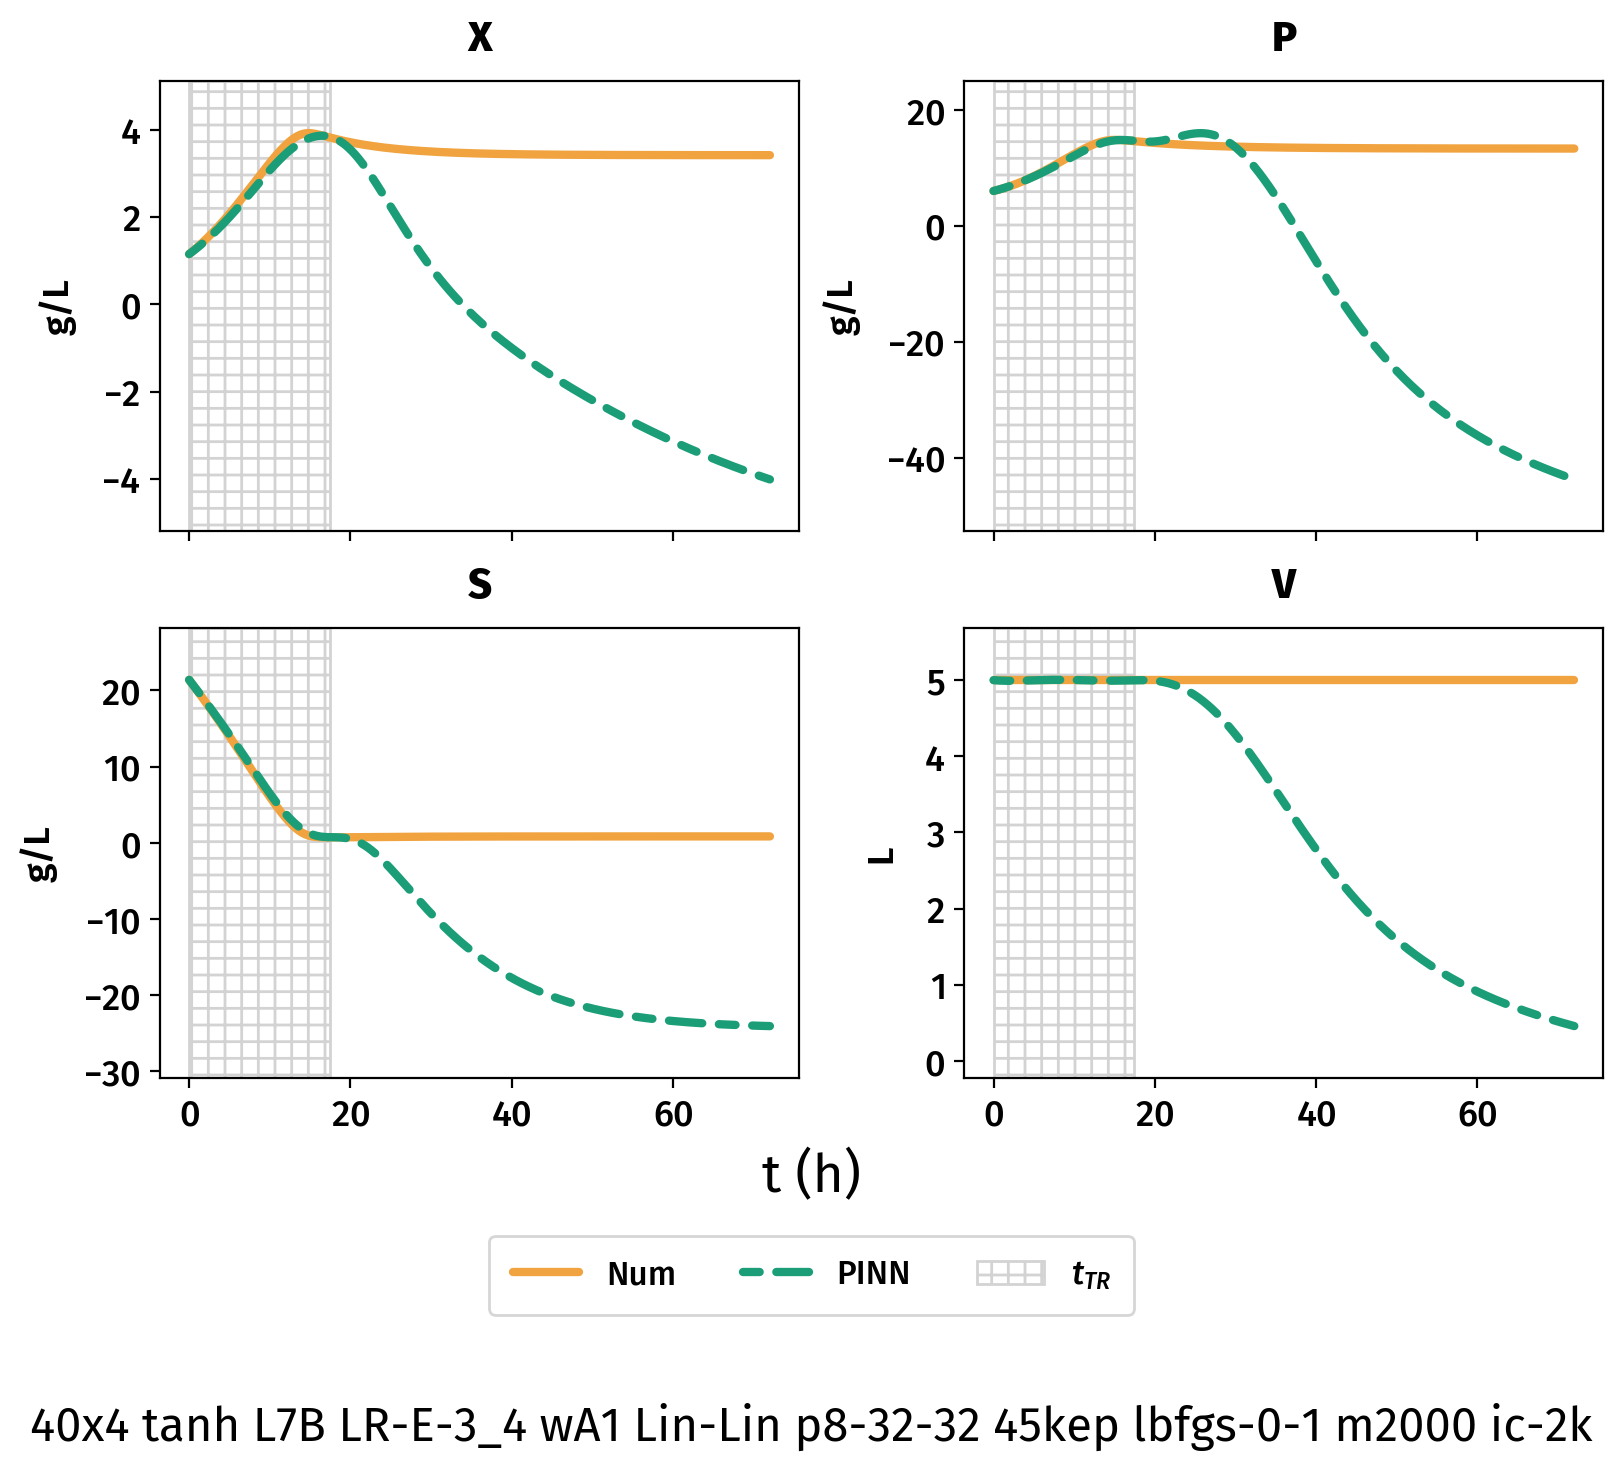 X
P
4
2
0
−2
−4
g/L
20
0
−20
−40
g/L
S
V
20
10
0
−10
−20
−30
g/L
0 20 40 60
5
4
3
2
1
0
L
0 20 40 60
t (h)
Num PINN t_TR
40x4 tanh L7B LR-E-3_4 wA1 Lin-Lin p8-32-32 45kep lbfgs-0-1 m2000 ic-2k